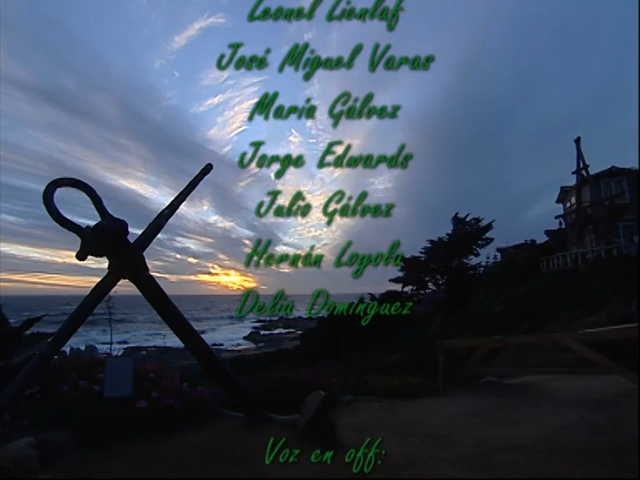 Leonel Lienlaf
José Miguel Varas
María Gálvez
Jorge Edwards
Julio Gálvez
Hernán Loyola
Delia Domínguez
Voz en off: